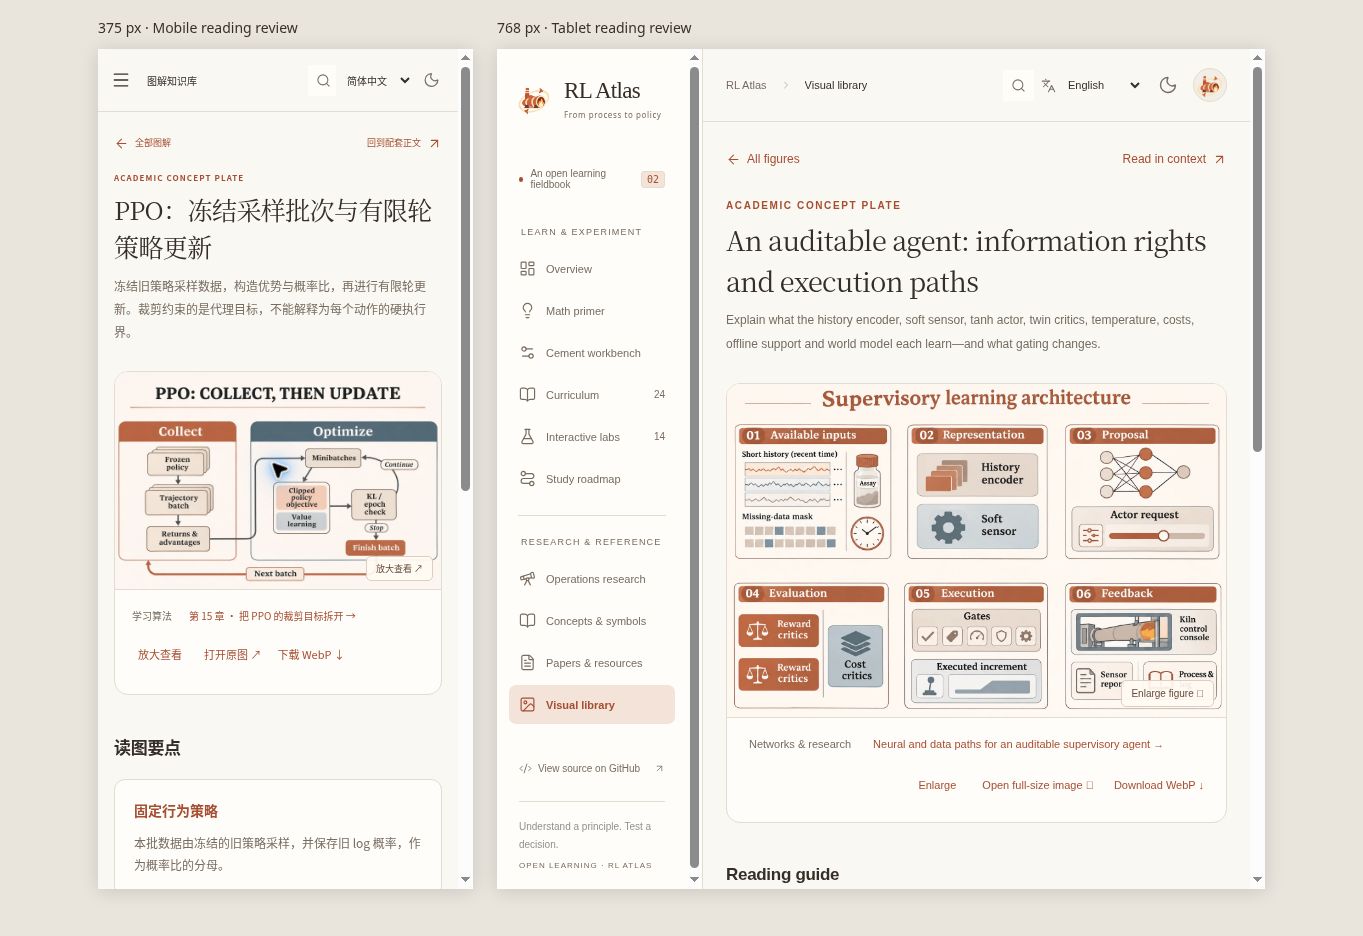 375 px · Mobile reading review
图解知识库
简体中文
全部图解
回到配套正文
ACADEMIC CONCEPT PLATE
PPO：冻结采样批次与有限轮
策略更新
冻结旧策略采样数据，构造优势与概率比，再进行有限轮更
新。裁剪约束的是代理目标，不能解释为每个动作的硬执行
界。
PPO: COLLECT, THEN UPDATE
Collect
Frozen
policy
Trajectory
batch
Returns &
advantages
Optimize
Minibatches
Continue
Clipped
policy
objective
Value
learning
KL /
epoch
check
Stop
Finish batch
Next batch
放大查看 ↗
学习算法
第 15 章 · 把 PPO 的裁剪目标拆开 →
放大查看
打开原图 ↗
下载 WebP ↓
读图要点
固定行为策略
本批数据由冻结的旧策略采样，并保存旧 log 概率，作
为概率比的分母。
768 px · Tablet reading review
RL Atlas
From process to policy
An open learning
fieldbook
02
LEARN & EXPERIMENT
Overview
Math primer
Cement workbench
Curriculum 24
Interactive labs 14
Study roadmap
RESEARCH & REFERENCE
Operations research
Concepts & symbols
Papers & resources
Visual library
View source on GitHub
Understand a principle. Test a
decision.
OPEN LEARNING · RL ATLAS
RL Atlas
Visual library
English
All figures
Read in context
ACADEMIC CONCEPT PLATE
An auditable agent: information rights
and execution paths
Explain what the history encoder, soft sensor, tanh actor, twin critics, temperature, costs,
offline support and world model each learn—and what gating changes.
Supervisory learning architecture
01 Available inputs
Short history (recent time)
Assay
Missing-data mask
02 Representation
History
encoder
Soft
sensor
03 Proposal
Actor request
04 Evaluation
Reward
critics
Reward
critics
Cost
critics
05 Execution
Gates
Executed increment
06 Feedback
Kiln
control
console
Sensor
Process &
Enlarge figure
Networks & research
Neural and data paths for an auditable supervisory agent →
Enlarge
Open full-size image
Download WebP ↓
Reading guide